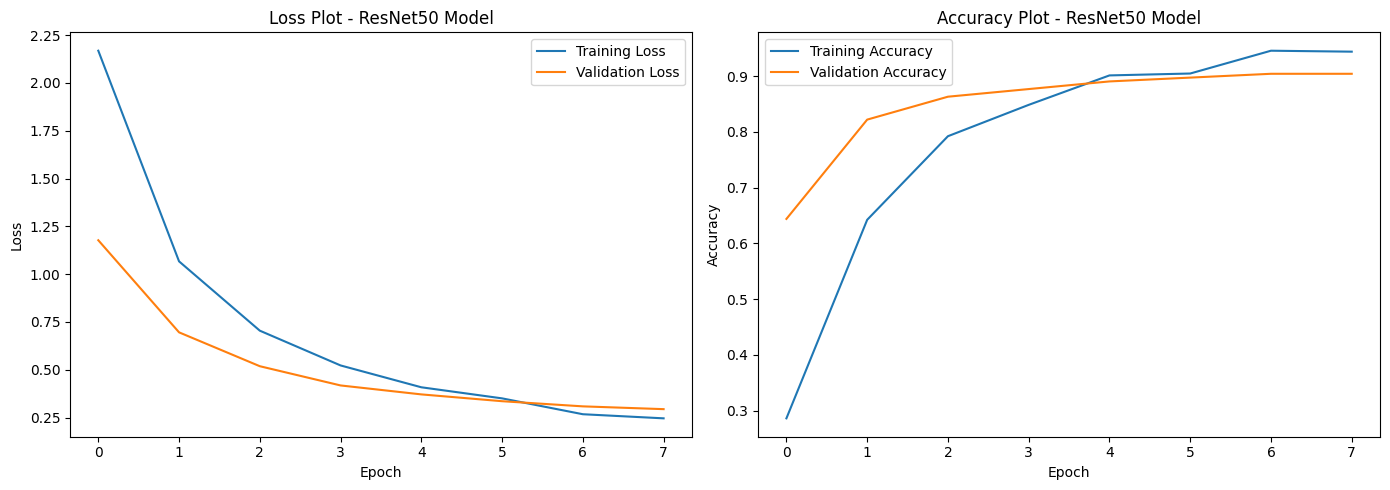 Loss Plot - ResNet50 Model
2.25
2.00
1.75
1.50
1.25
1.00
0.75
0.50
0.25
Loss
Training Loss
Validation Loss
0 1 2 3 4 5 6 7
Epoch
Accuracy Plot - ResNet50 Model
Training Accuracy
Validation Accuracy
0.9
0.8
0.7
0.6
0.5
0.4
0.3
Accuracy
0 1 2 3 4 5 6 7
Epoch